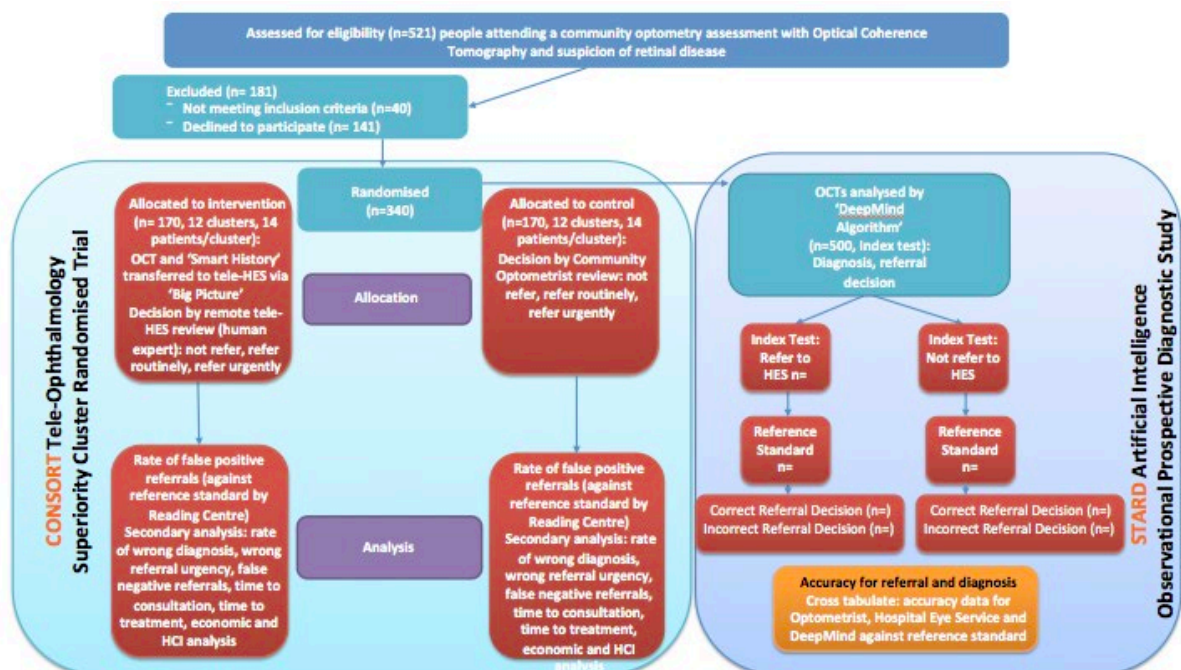 Assessed for eligibility (n=521) people attending a community optometry assessment with Optical Coherence
Tomography and suspicion of retinal disease
Excluded (n= 181)
- Not meeting inclusion criteria (n=40)
- Declined to participate (n= 141)
CONSORT Tele-Ophthalmology
Superiority Cluster Randomised Trial
Allocated to intervention
(n= 170, 12 clusters, 14
patients/cluster):
OCT and ‘Smart History’
transferred to tele-HES via
‘Big Picture’
Decision by remote tele-
HES review (human
expert): not refer, refer
routinely, refer urgently
Randomised
(n=340)
Allocated to control
(n=170, 12 clusters, 14
patients/cluster):
Decision by Community
Optometrist review: not
refer, refer routinely,
refer urgently
Allocation
Rate of false positive
referrals (against
reference standard by
Reading Centre)
Secondary analysis: rate
of wrong diagnosis, wrong
referral urgency, false
negative referrals, time to
consultation, time to
treatment, economic and
HCI analysis
Analysis
Rate of false positive
referrals (against
reference standard by
Reading Centre)
Secondary analysis: rate
of wrong diagnosis,
wrong referral urgency,
false negative referrals,
time to consultation,
time to treatment,
economic and HCI
analysis
OCTs analysed by
‘DeepMind
Algorithm’
(n=500, Index test):
Diagnosis, referral
decision
Index Test:
Refer to
HES n=
Index Test:
Not refer to
HES
Reference
Standard
n=
Reference
Standard
n=
Correct Referral Decision (n=)
Incorrect Referral Decision (n=)
Correct Referral Decision (n=)
Incorrect Referral Decision (n=)
Accuracy for referral and diagnosis
Cross tabulate: accuracy data for
Optometrist, Hospital Eye Service and
DeepMind against reference standard
STARD Artificial Intelligence
Observational Prospective Diagnostic Study